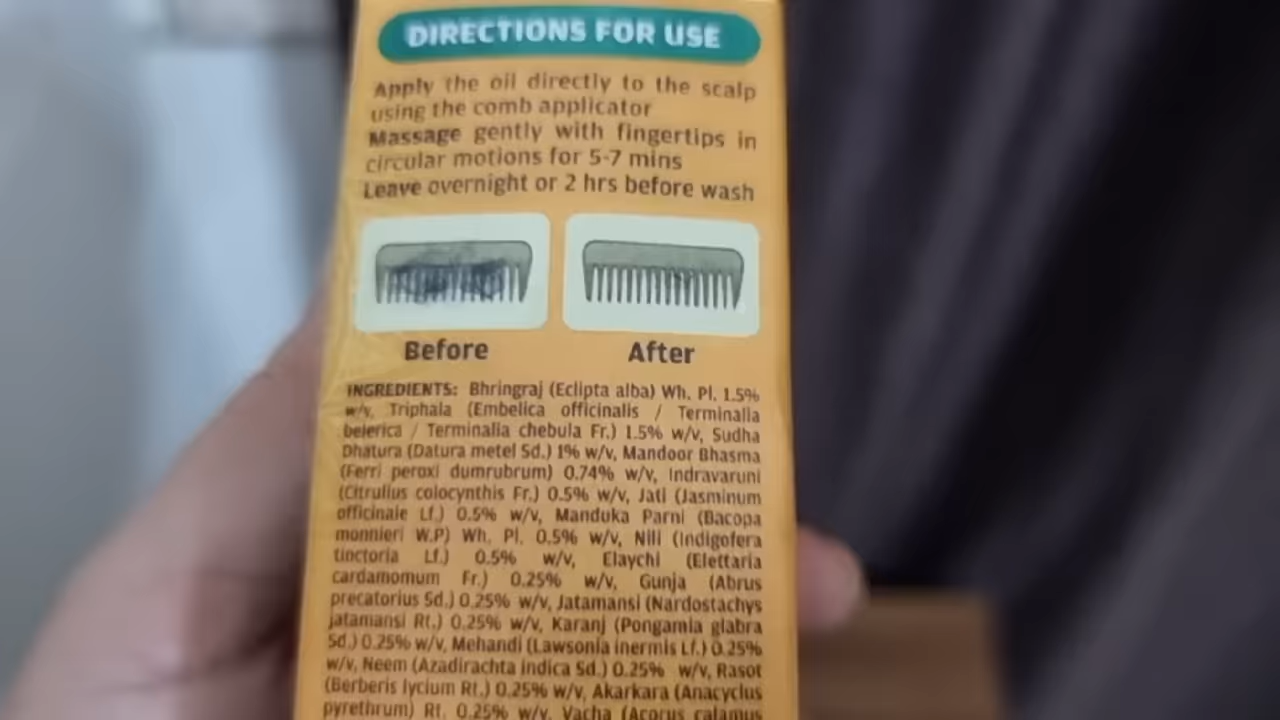 DIRECTIONS FOR USE
Apply the oil directly to the scalp
using the comb applicator
Massage gently with fingertips in
circular motions for 5-7 mins
Leave overnight or 2 hrs before wash
Before
After
INGREDIENTS: Bhringraj (Eclipta alba) Wh. Pl. 1.5%
w/v, Triphala (Embelica officinalis / Terminalia
belerica / Terminalia chebula Fr.) 1.5% w/v, Sudha
Dhatura (Datura metel Sd.) 1% w/v, Mandoor Bhasma
(Ferri peroxi dumrubrum) 0.74% w/v, Indravaruni
(Citrullus colocynthis Fr.) 0.5% w/v, Jati (Jasminum
officinale Lf.) 0.5% w/v, Manduka Parni (Bacopa
monnieri W.P) Wh. Pl. 0.5% w/v, Nili (Indigofera
tinctoria Lf.) 0.5% w/v, Elaychi (Elettaria
cardamomum Fr.) 0.25% w/v, Gunja (Abrus
precatorius Sd.) 0.25% w/v, Jatamansi (Nardostachys
jatamansi Rt.) 0.25% w/v, Karanj (Pongamia glabra
Sd.) 0.25% w/v, Mehandi (Lawsonia inermis Lf.) 0.25%
w/v, Neem (Azadirachta indica Sd.) 0.25% w/v, Rasot
(Berberis lycium Rt.) 0.25% w/v, Akarkara (Anacyclus
pyrethrum) Rt. 0.25% w/v, Vacha (Acorus calamus